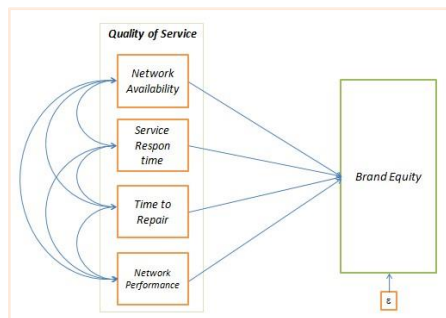 Quality of Service
Network
Availability
Service
Respon
time
Time to
Repair
Network
Performance
Brand Equity
ε